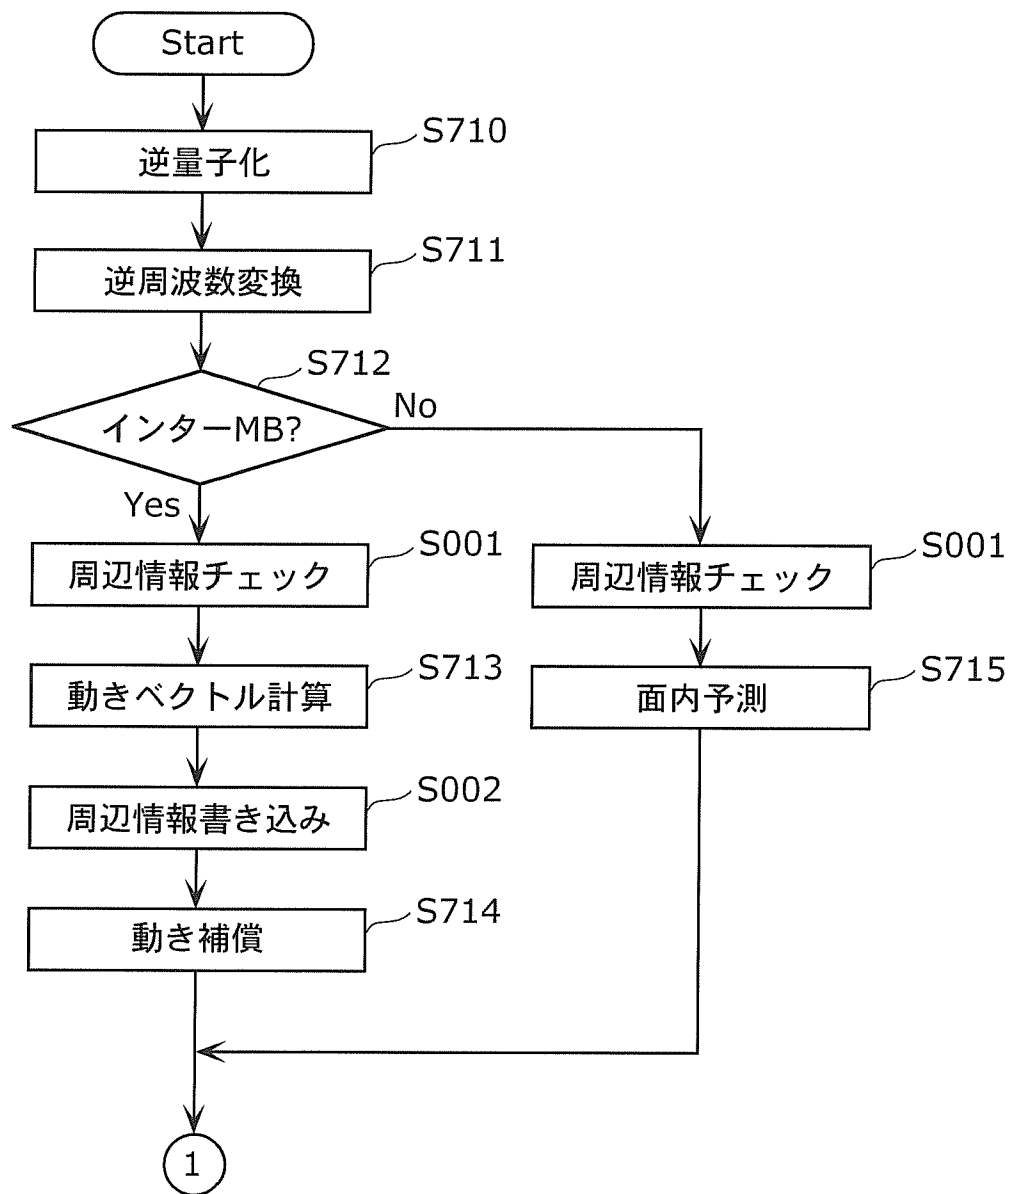 Start
S710
逆量子化
S711
逆周波数変換
S712
インターMB?
No
Yes
S001
周辺情報チェック
S001
周辺情報チェック
S713
動きベクトル計算
S715
面内予測
S002
周辺情報書き込み
S714
動き補償
1